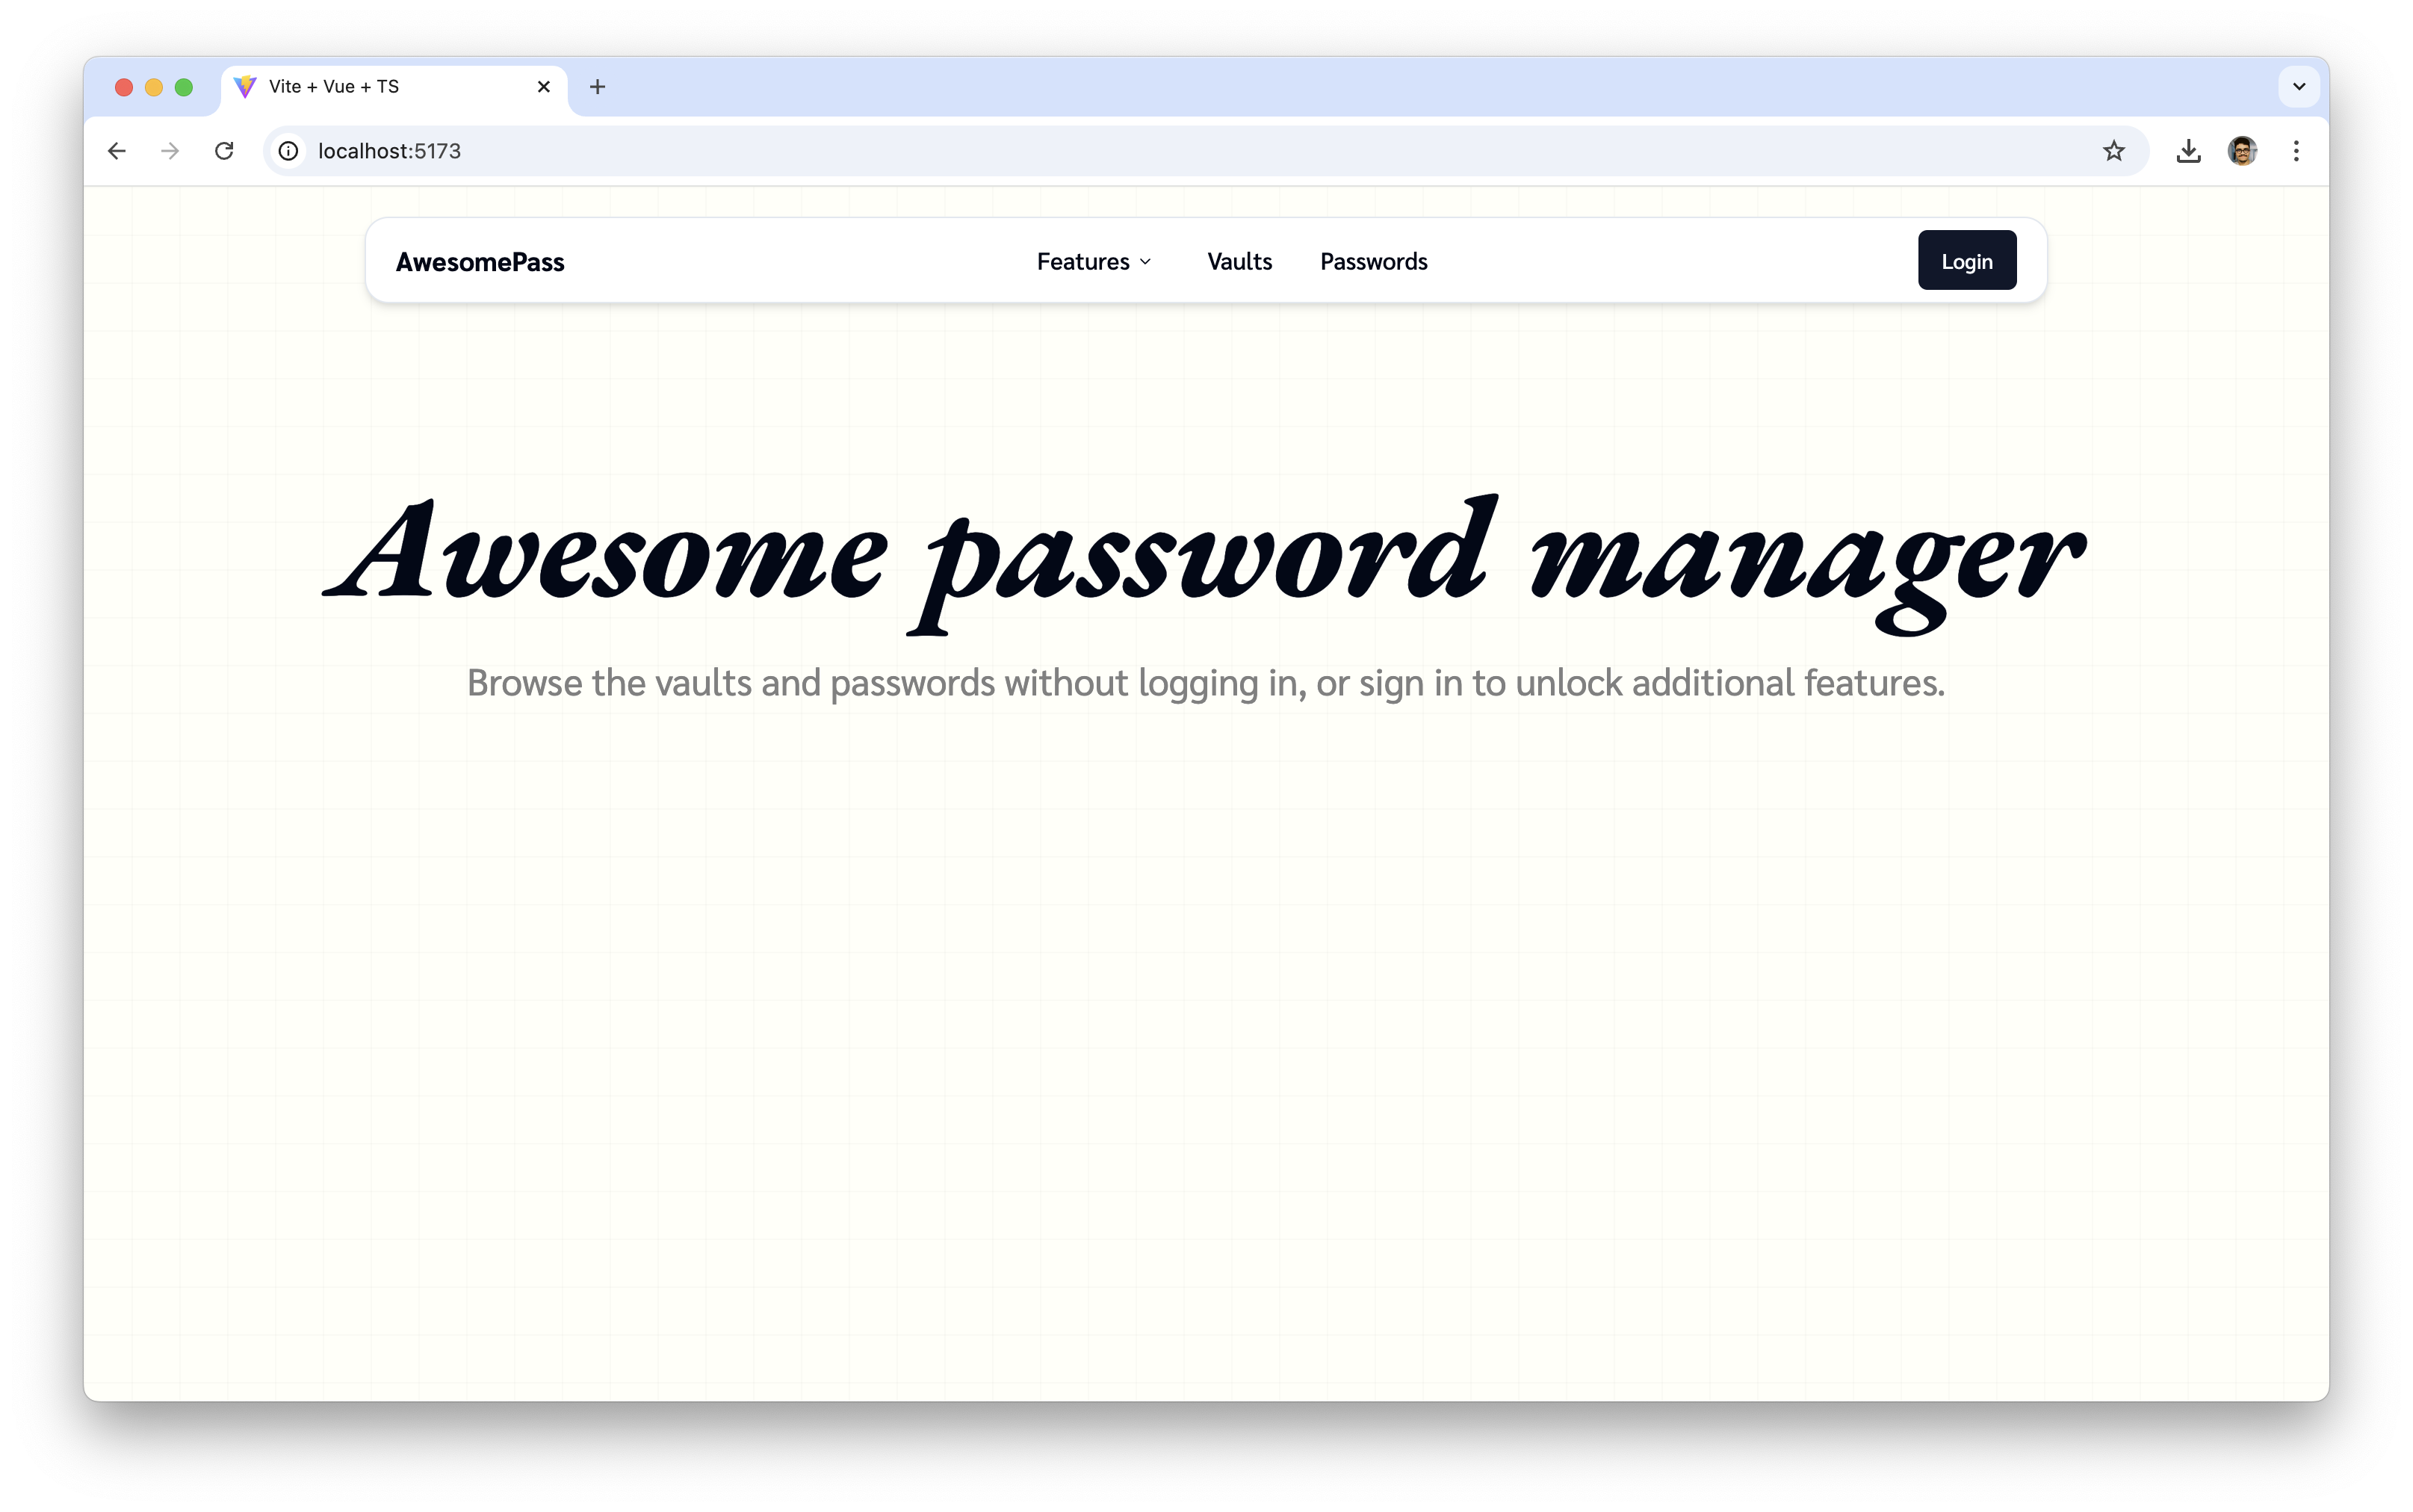 Vite + Vue + TS
localhost:5173
AwesomePass
Features
Vaults
Passwords
Login
Awesome password manager
Browse the vaults and passwords without logging in, or sign in to unlock additional features.